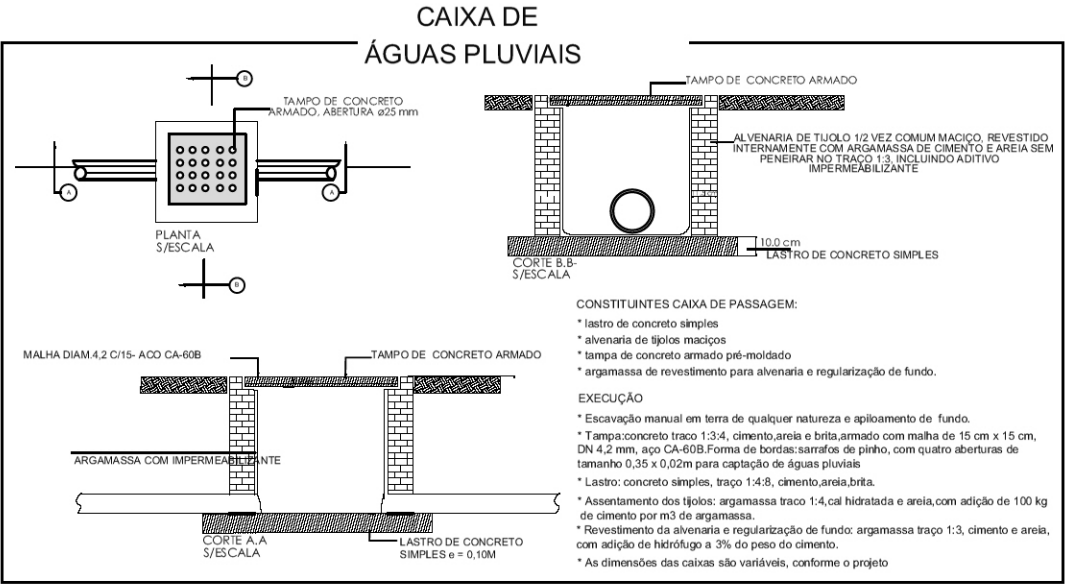 CAIXA DE
ÁGUAS PLUVIAIS
B
TAMPO DE CONCRETO
ARMADO, ABERTURA ø25 mm
A
A
PLANTA
S/ESCALA
B
TAMPO DE CONCRETO ARMADO
ALVENARIA DE TIJOLO 1/2 VEZ COMUM MACIÇO, REVESTIDO
INTERNAMENTE COM ARGAMASSA DE CIMENTO E AREIA SEM
PENEIRAR NO TRAÇO 1:3, INCLUINDO ADITIVO
IMPERMEABILIZANTE
10.0 cm
LASTRO DE CONCRETO SIMPLES
CORTE B.B-
S/ESCALA
MALHA DIAM.4,2 C/15- ACO CA-60B
TAMPO DE CONCRETO ARMADO
ARGAMASSA COM IMPERMEABILIZANTE
CORTE A.A
S/ESCALA
LASTRO DE CONCRETO
SIMPLES e = 0,10M
CONSTITUINTES CAIXA DE PASSAGEM:
* lastro de concreto simples
* alvenaria de tijolos maciços
* tampa de concreto armado pré-moldado
* argamassa de revestimento para alvenaria e regularização de fundo.
EXECUÇÃO
* Escavação manual em terra de qualquer natureza e apiloamento de fundo.
* Tampa:concreto traco 1:3:4, cimento,areia e brita,armado com malha de 15 cm x 15 cm,
DN 4,2 mm, aço CA-60B.Forma de bordas:sarrafos de pinho, com quatro aberturas de
tamanho 0,35 x 0,02m para captação de águas pluviais
* Lastro: concreto simples, traço 1:4:8, cimento,areia,brita.
* Assentamento dos tijolos: argamassa traco 1:4,cal hidratada e areia,com adição de 100 kg
de cimento por m3 de argamassa.
* Revestimento da alvenaria e regularização de fundo: argamassa traço 1:3, cimento e areia,
com adição de hidrófugo a 3% do peso do cimento.
* As dimensões das caixas são variáveis, conforme o projeto